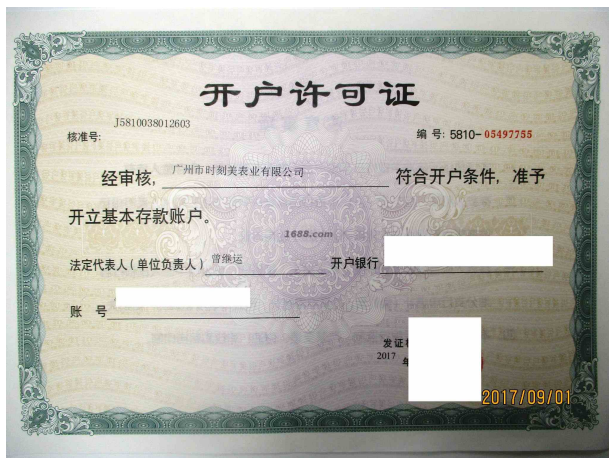 开户许可证
J5810038012603
核准号:
编 号: 5810-05497755
经审核, 广州市时刻美表业有限公司 符合开户条件, 准予
开立基本存款账户。
1688.com
法定代表人(单位负责人) 曾继运 开户银行
账 号
发证
2017 年
2017/09/01